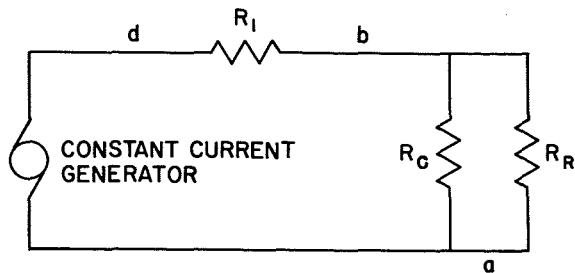 R1
d
b
CONSTANT CURRENT
GENERATOR
RG
RR
a